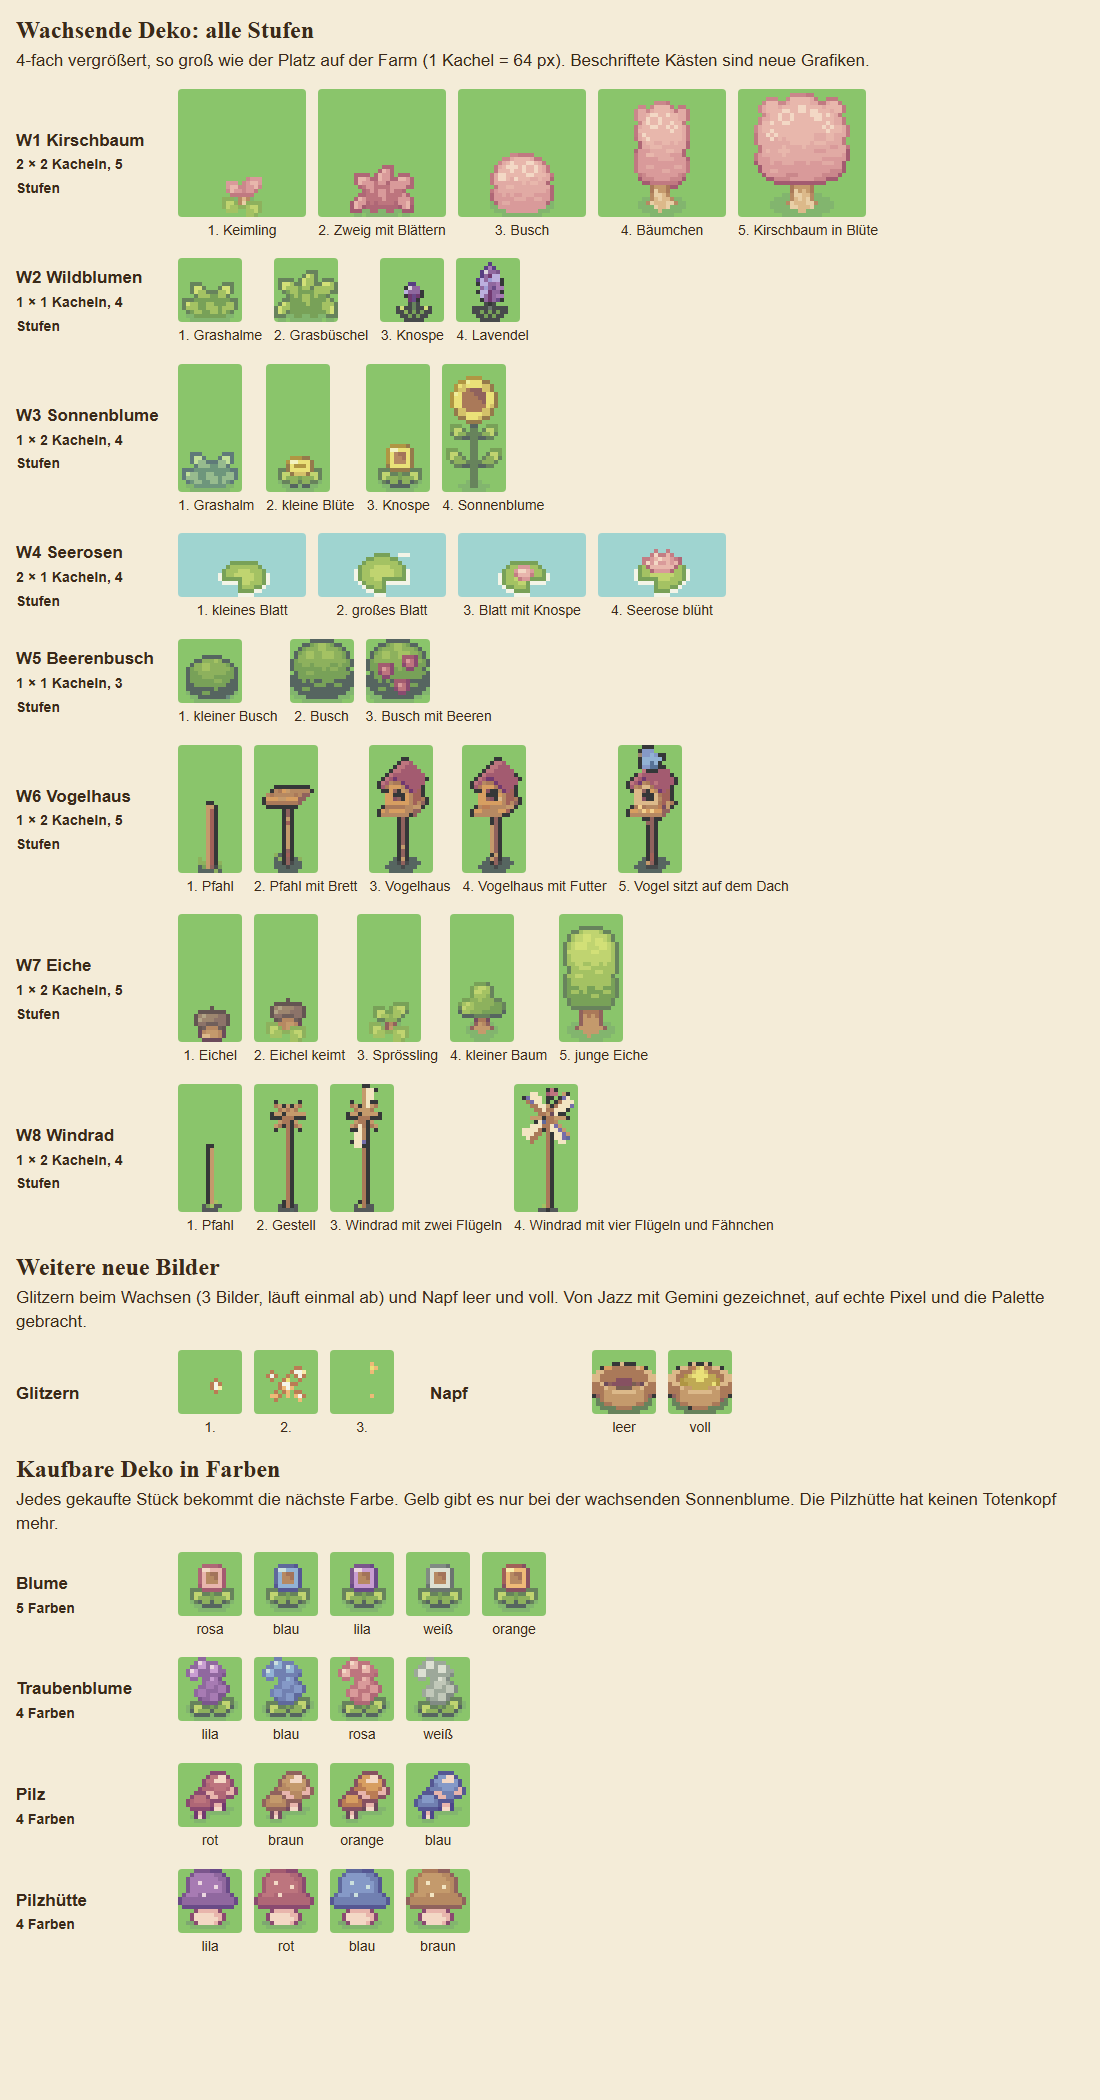 Wachsende Deko: alle Stufen
4-fach vergrößert, so groß wie der Platz auf der Farm (1 Kachel = 64 px). Beschriftete Kästen sind neue Grafiken.
W1 Kirschbaum
2 × 2 Kacheln, 5
Stufen
1. Keimling
2. Zweig mit Blättern
3. Busch
4. Bäumchen
5. Kirschbaum in Blüte
W2 Wildblumen
1 × 1 Kacheln, 4
Stufen
1. Grashalme
2. Grasbüschel
3. Knospe
4. Lavendel
W3 Sonnenblume
1 × 2 Kacheln, 4
Stufen
1. Grashalm
2. kleine Blüte
3. Knospe
4. Sonnenblume
W4 Seerosen
2 × 1 Kacheln, 4
Stufen
1. kleines Blatt
2. großes Blatt
3. Blatt mit Knospe
4. Seerose blüht
W5 Beerenbusch
1 × 1 Kacheln, 3
Stufen
1. kleiner Busch
2. Busch
3. Busch mit Beeren
W6 Vogelhaus
1 × 2 Kacheln, 5
Stufen
1. Pfahl
2. Pfahl mit Brett
3. Vogelhaus
4. Vogelhaus mit Futter
5. Vogel sitzt auf dem Dach
W7 Eiche
1 × 2 Kacheln, 5
Stufen
1. Eichel
2. Eichel keimt
3. Sprössling
4. kleiner Baum
5. junge Eiche
W8 Windrad
1 × 2 Kacheln, 4
Stufen
1. Pfahl
2. Gestell
3. Windrad mit zwei Flügeln
4. Windrad mit vier Flügeln und Fähnchen
Weitere neue Bilder
Glitzern beim Wachsen (3 Bilder, läuft einmal ab) und Napf leer und voll. Von Jazz mit Gemini gezeichnet, auf echte Pixel und die Palette
gebracht.
Glitzern
1.
2.
3.
Napf
leer
voll
Kaufbare Deko in Farben
Jedes gekaufte Stück bekommt die nächste Farbe. Gelb gibt es nur bei der wachsenden Sonnenblume. Die Pilzhütte hat keinen Totenkopf
mehr.
Blume
5 Farben
rosa
blau
lila
weiß
orange
Traubenblume
4 Farben
lila
blau
rosa
weiß
Pilz
4 Farben
rot
braun
orange
blau
Pilzhütte
4 Farben
lila
rot
blau
braun